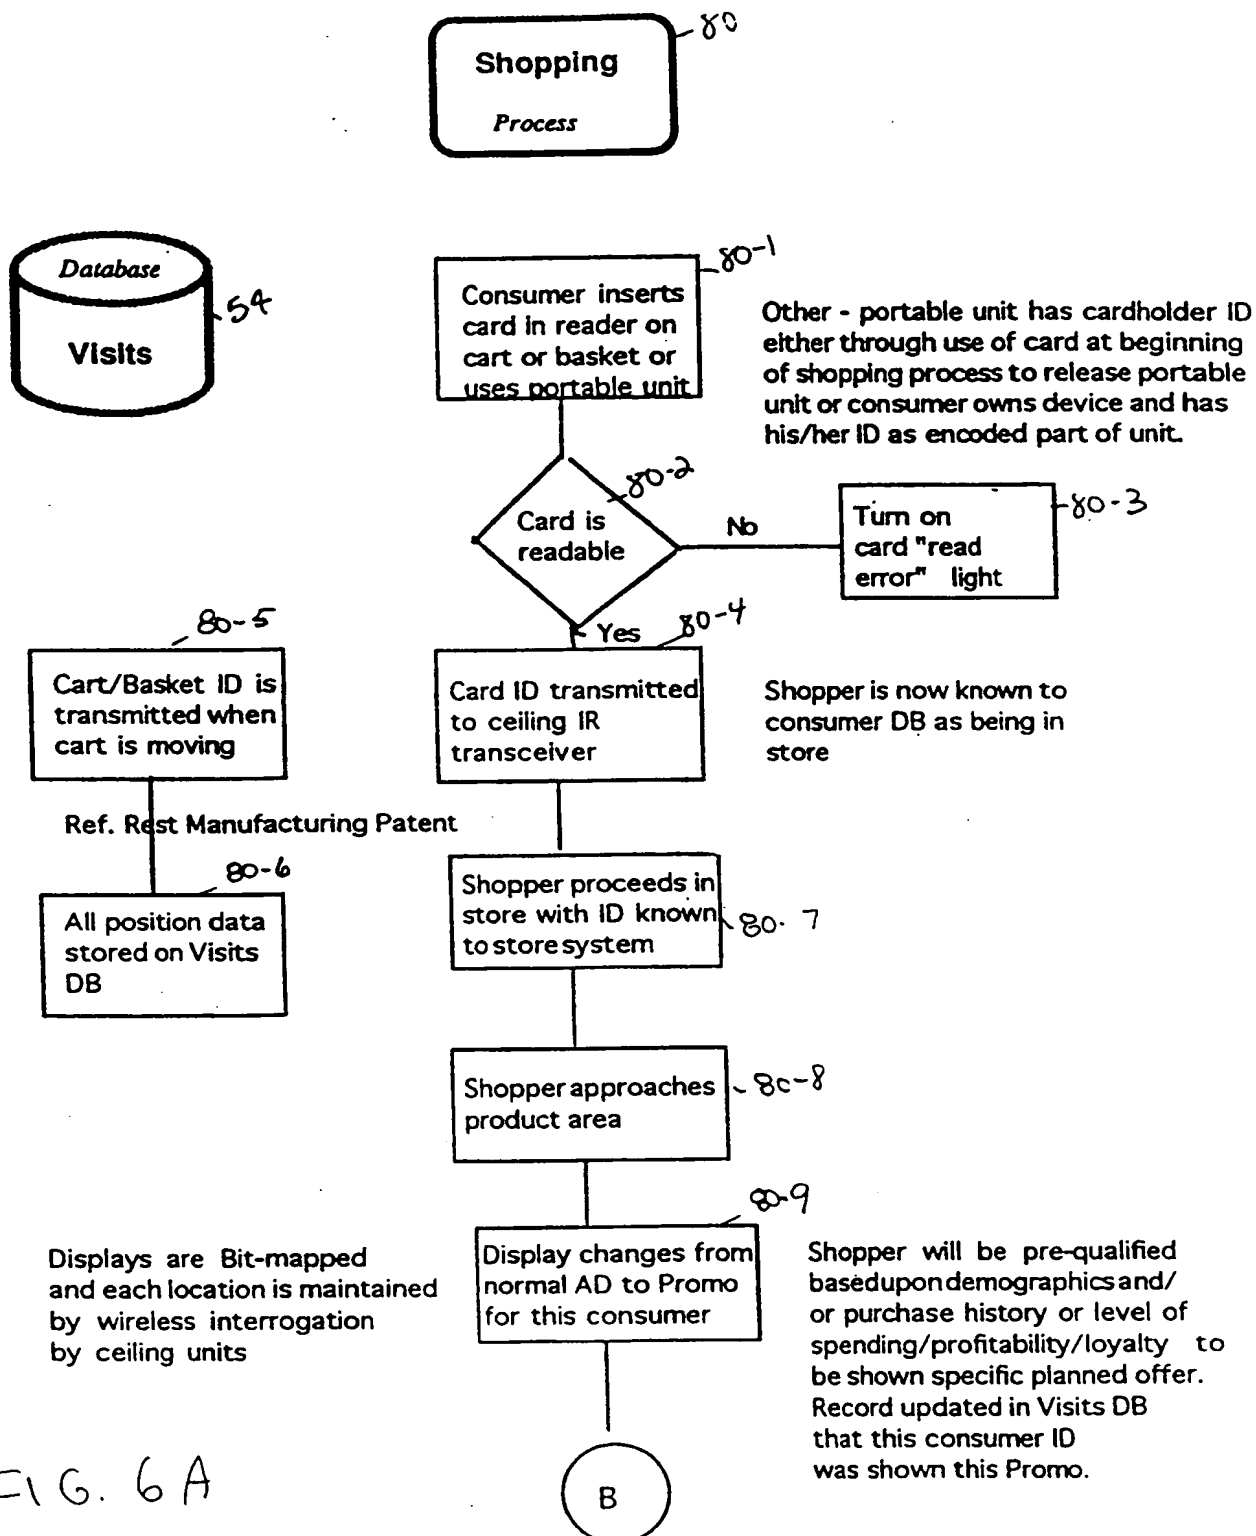 80
Shopping
Process
Database
Visits
54
80-1
Consumer inserts
card in reader on
cart or basket or
uses portable unit
Other - portable unit has cardholder ID
either through use of card at beginning
of shopping process to release portable
unit or consumer owns device and has
his/her ID as encoded part of unit.
80-2
Card is
readable
No
80-3
Turn on
card "read
error" light
Yes
80-4
80-5
Cart/Basket ID is
transmitted when
cart is moving
Card ID transmitted
to ceiling IR
transceiver
Shopper is now known to
consumer DB as being in
store
Ref. Rest Manufacturing Patent
80-6
All position data
stored on Visits
DB
Shopper proceeds in
store with ID known
to store system
80-7
Shopper approaches
product area
80-8
80-9
Displays are Bit-mapped
and each location is maintained
by wireless interrogation
by ceiling units
Display changes from
normal AD to Promo
for this consumer
Shopper will be pre-qualified
based upon demographics and/
or purchase history or level of
spending/profitability/loyalty to
be shown specific planned offer.
Record updated in Visits DB
that this consumer ID
was shown this Promo.
B
FIG. 6A